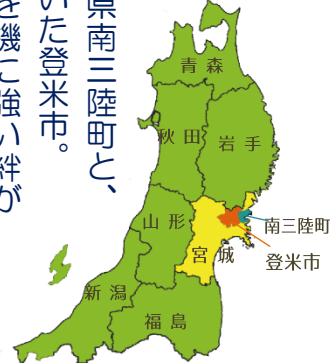 県南三陸町と、
いた登米市。
を機に強い絆が
青森
秋田
岩手
山形
宮城
南三陸町
登米市
新潟
福島